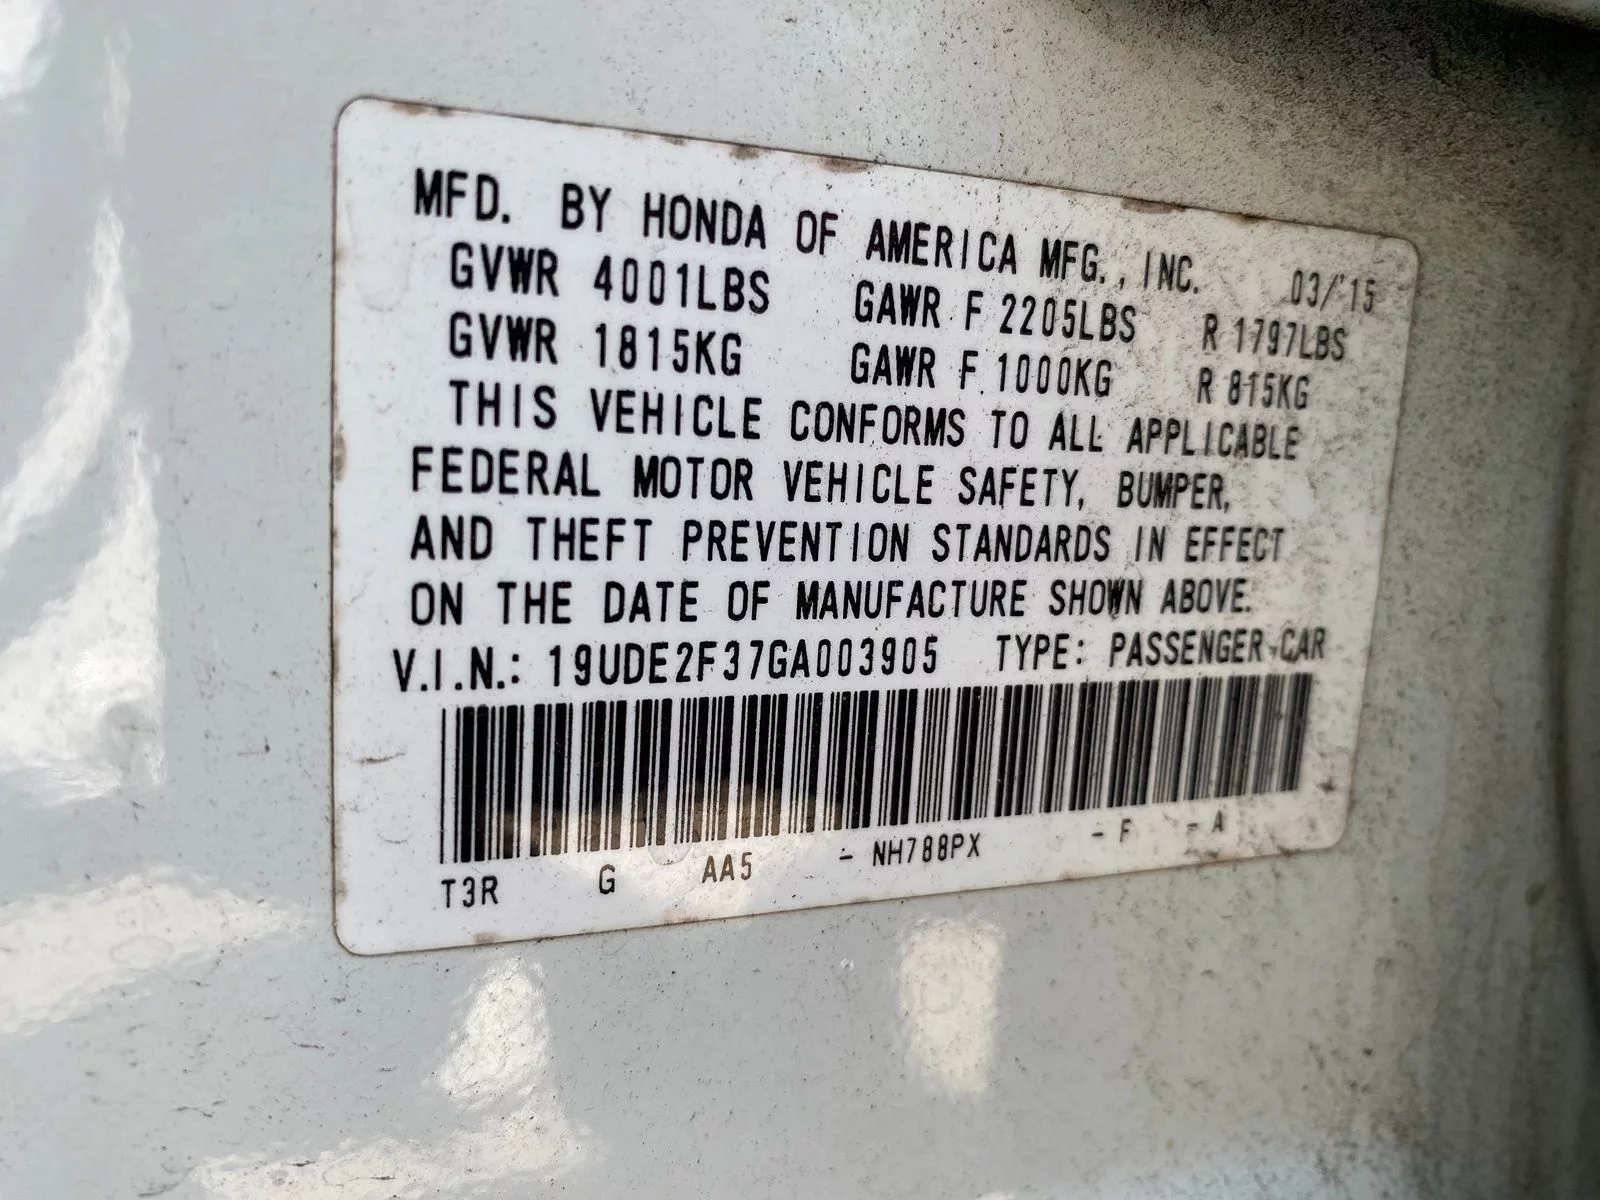 MFD. BY HONDA OF AMERICA MFG., INC. 03/'15
GVWR 4001LBS GAWR F 2205LBS R 1797LBS
GVWR 1815KG GAWR F 1000KG R 815KG
THIS VEHICLE CONFORMS TO ALL APPLICABLE
FEDERAL MOTOR VEHICLE SAFETY, BUMPER,
AND THEFT PREVENTION STANDARDS IN EFFECT
ON THE DATE OF MANUFACTURE SHOWN ABOVE.
V.I.N.: 19UDE2F37GA003905 TYPE: PASSENGER CAR
T3R G AA5 - NH788PX - F - A